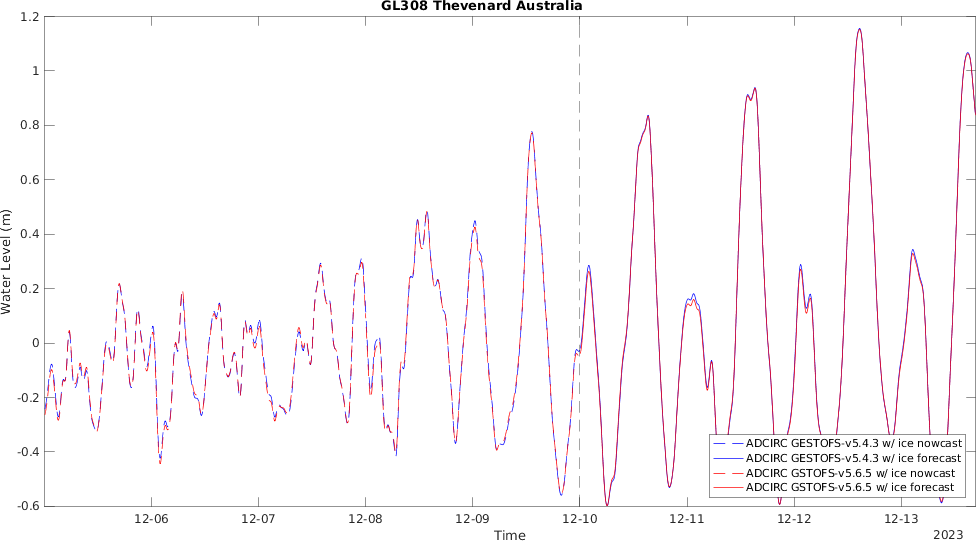 GL308 Thevenard Australia
1.2
1
0.8
0.6
0.4
0.2
0
-0.2
-0.4
-0.6
Water Level (m)
ADCIRC GESTOFS-v5.4.3 w/ ice nowcast
ADCIRC GESTOFS-v5.4.3 w/ ice forecast
ADCIRC GSTOFS-v5.6.5 w/ ice nowcast
ADCIRC GSTOFS-v5.6.5 w/ ice forecast
12-06 12-07 12-08 12-09 12-10 12-11 12-12 12-13
Time
2023